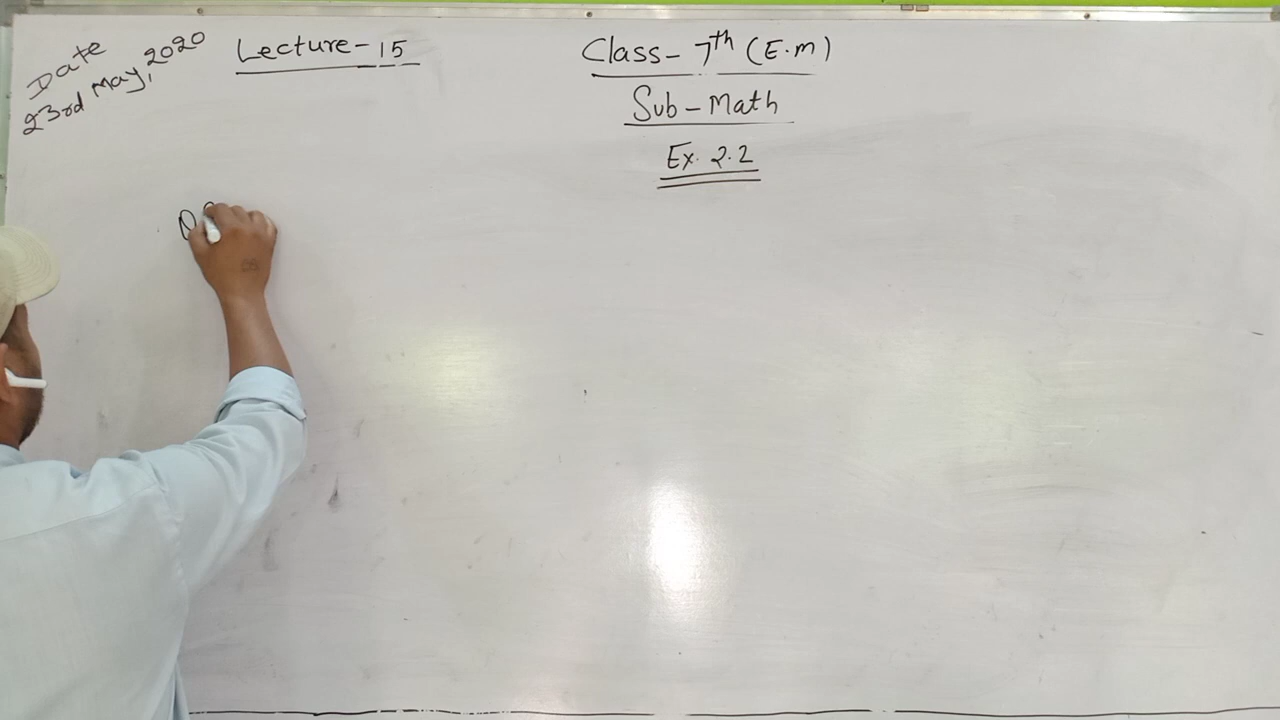 Date
23rd May, 2020
Lecture-15
Class- 7th (E.m)
Sub-Math
Ex. 2.2